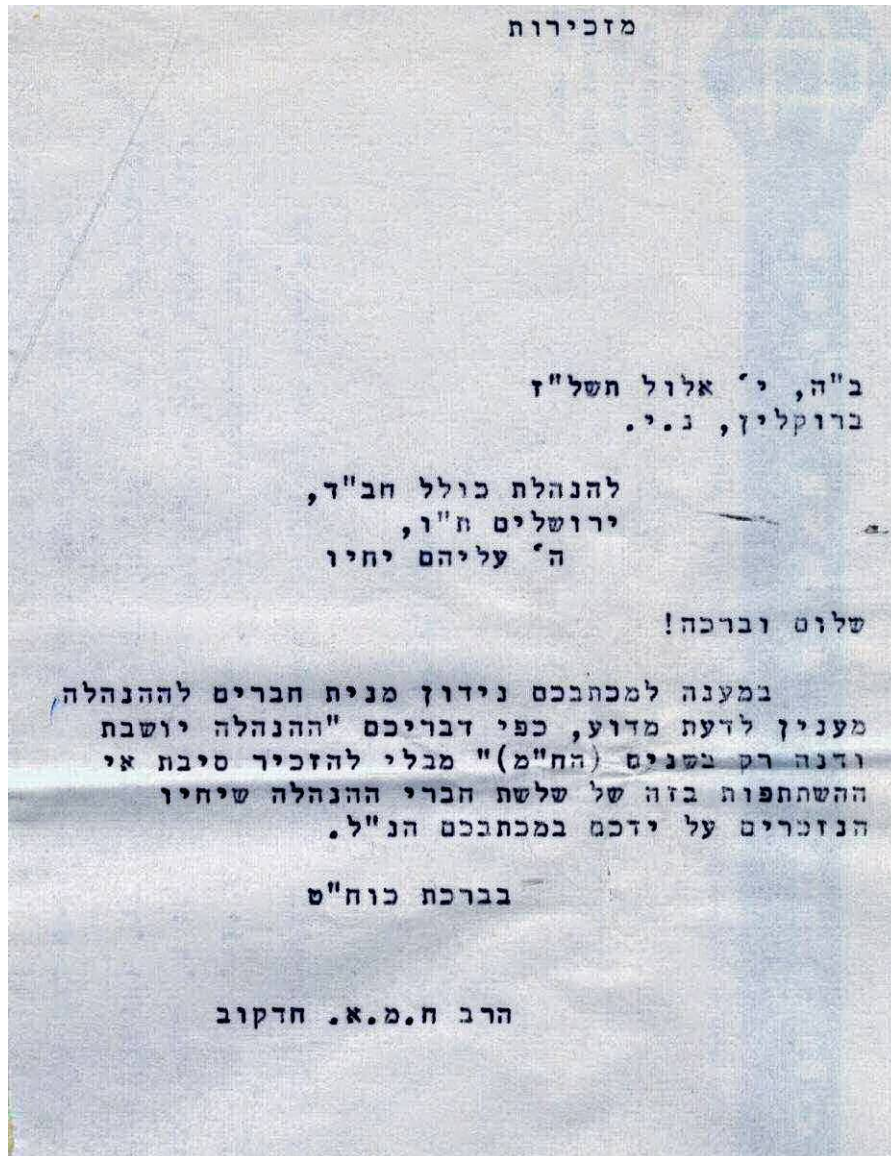 מזכירות
ב"ה, י' אלול תשל"ז
ברוקלין, נ.י.
להנהלת כולל חב"ד,
ירושלים ת"ו,
ה' עליהם יחיו
שלום וברכה!
במענה למכתבכם נידון מנית חברים לההנהלה
מענין לדעת מדוע, כפי דבריכם "ההנהלה יושבת
ודנה רק בשנים (הח"מ)" מבלי להזכיר סיבת אי
ההשתתפות בזה של שלשת חברי ההנהלה שיחיו
הנזכרים על ידכם במכתבכם הנ"ל.
בברכת כוח"ט
הרב ח.מ.א. חדקוב